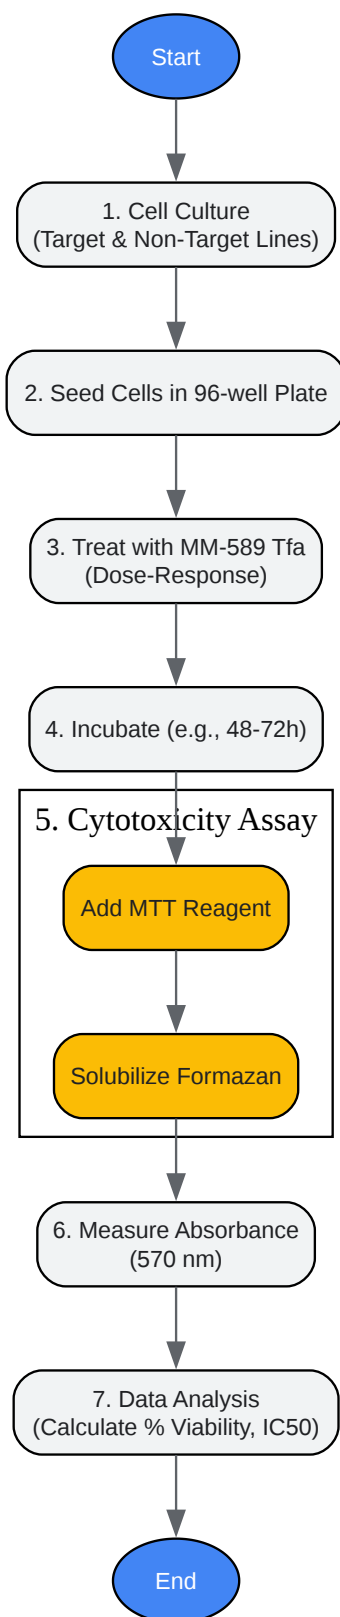 Start
1. Cell Culture
(Target & Non-Target Lines)
2. Seed Cells in 96-well Plate
3. Treat with MM-589 Tfa
(Dose-Response)
4. Incubate (e.g., 48-72h)
5. Cytotoxicity Assay
Add MTT Reagent
Solubilize Formazan
6. Measure Absorbance
(570 nm)
7. Data Analysis
(Calculate % Viability, IC50)
End